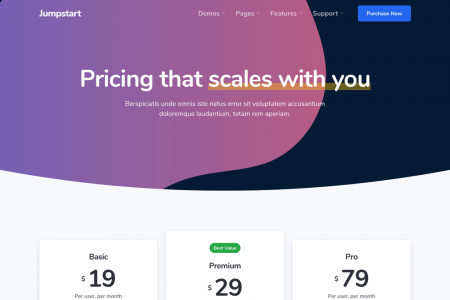 Jumpstart Demos Pages Features Support Purchase Now
Pricing that scales with you
Berspiciatis unde omnis iste natus error sit voluptatem accusantium
doloremque laudantium, totam rem aperiam.
Best Value
Basic
$ 19
Per user, per month
Premium
$ 29
Pro
$ 79
Per user, per month